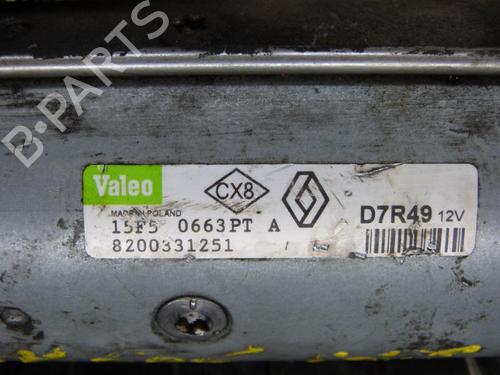 B-PARTS
Valeo
CX8
MADE IN POLAND
D7R49 12V
15F5 0663PT A
8200331251